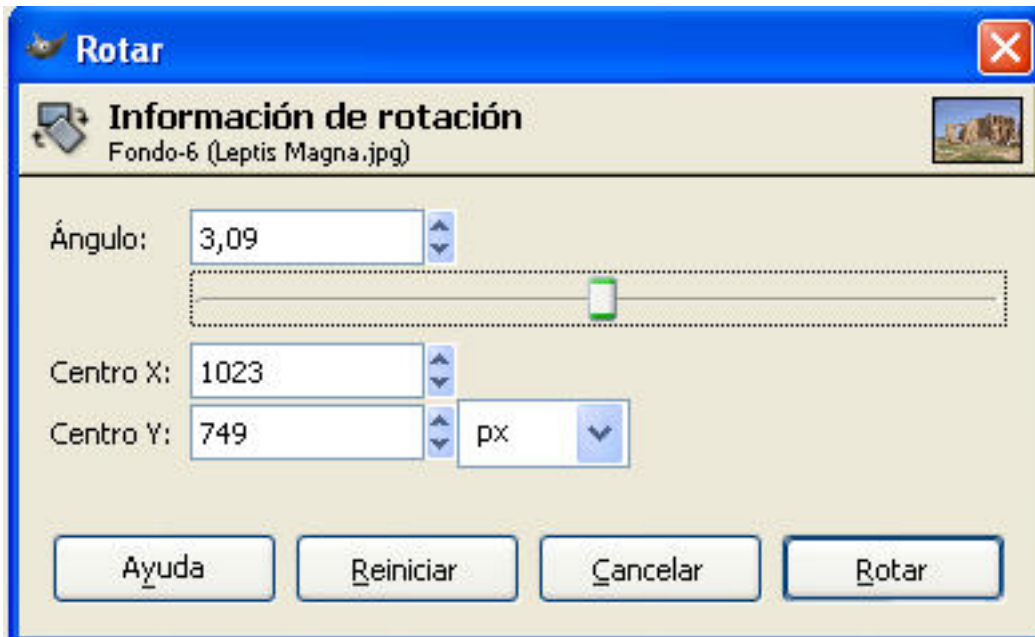 Rotar
Información de rotación
Fondo-6 (Leptis Magna.jpg)
Ángulo: 3,09
Centro X: 1023
Centro Y: 749 px
Ayuda Reiniciar Cancelar Rotar